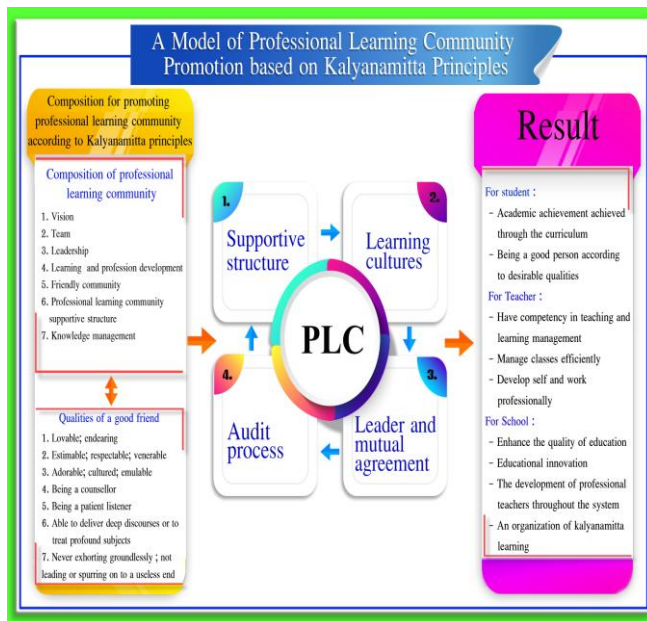 A Model of Professional Learning Community
Promotion based on Kalyanamitta Principles
Composition for promoting
professional learning community
according to Kalyanamitta principles
Composition of professional
learning community
1. Vision
2. Team
3. Leadership
4. Learning and profession development
5. Friendly community
6. Professional learning community
supportive structure
7. Knowledge management
Qualities of a good friend
1. Lovable; endearing
2. Estimable; respectable; venerable
3. Adorable; cultured; emulable
4. Being a counsellor
5. Being a patient listener
6. Able to deliver deep discourses or to
treat profound subjects
7. Never exhorting groundlessly ; not
leading or spurring on to a useless end
1.
Supportive
structure
2.
Learning
cultures
PLC
4.
Audit
process
3.
Leader and
mutual
agreement
Result
For student :
- Academic achievement achieved
through the curriculum
- Being a good person according
to desirable qualities
For Teacher :
- Have competency in teaching and
learning management
- Manage classes efficiently
- Develop self and work
professionally
For School :
- Enhance the quality of education
- Educational innovation
- The development of professional
teachers throughout the system
- An organization of kalyanamitta
learning